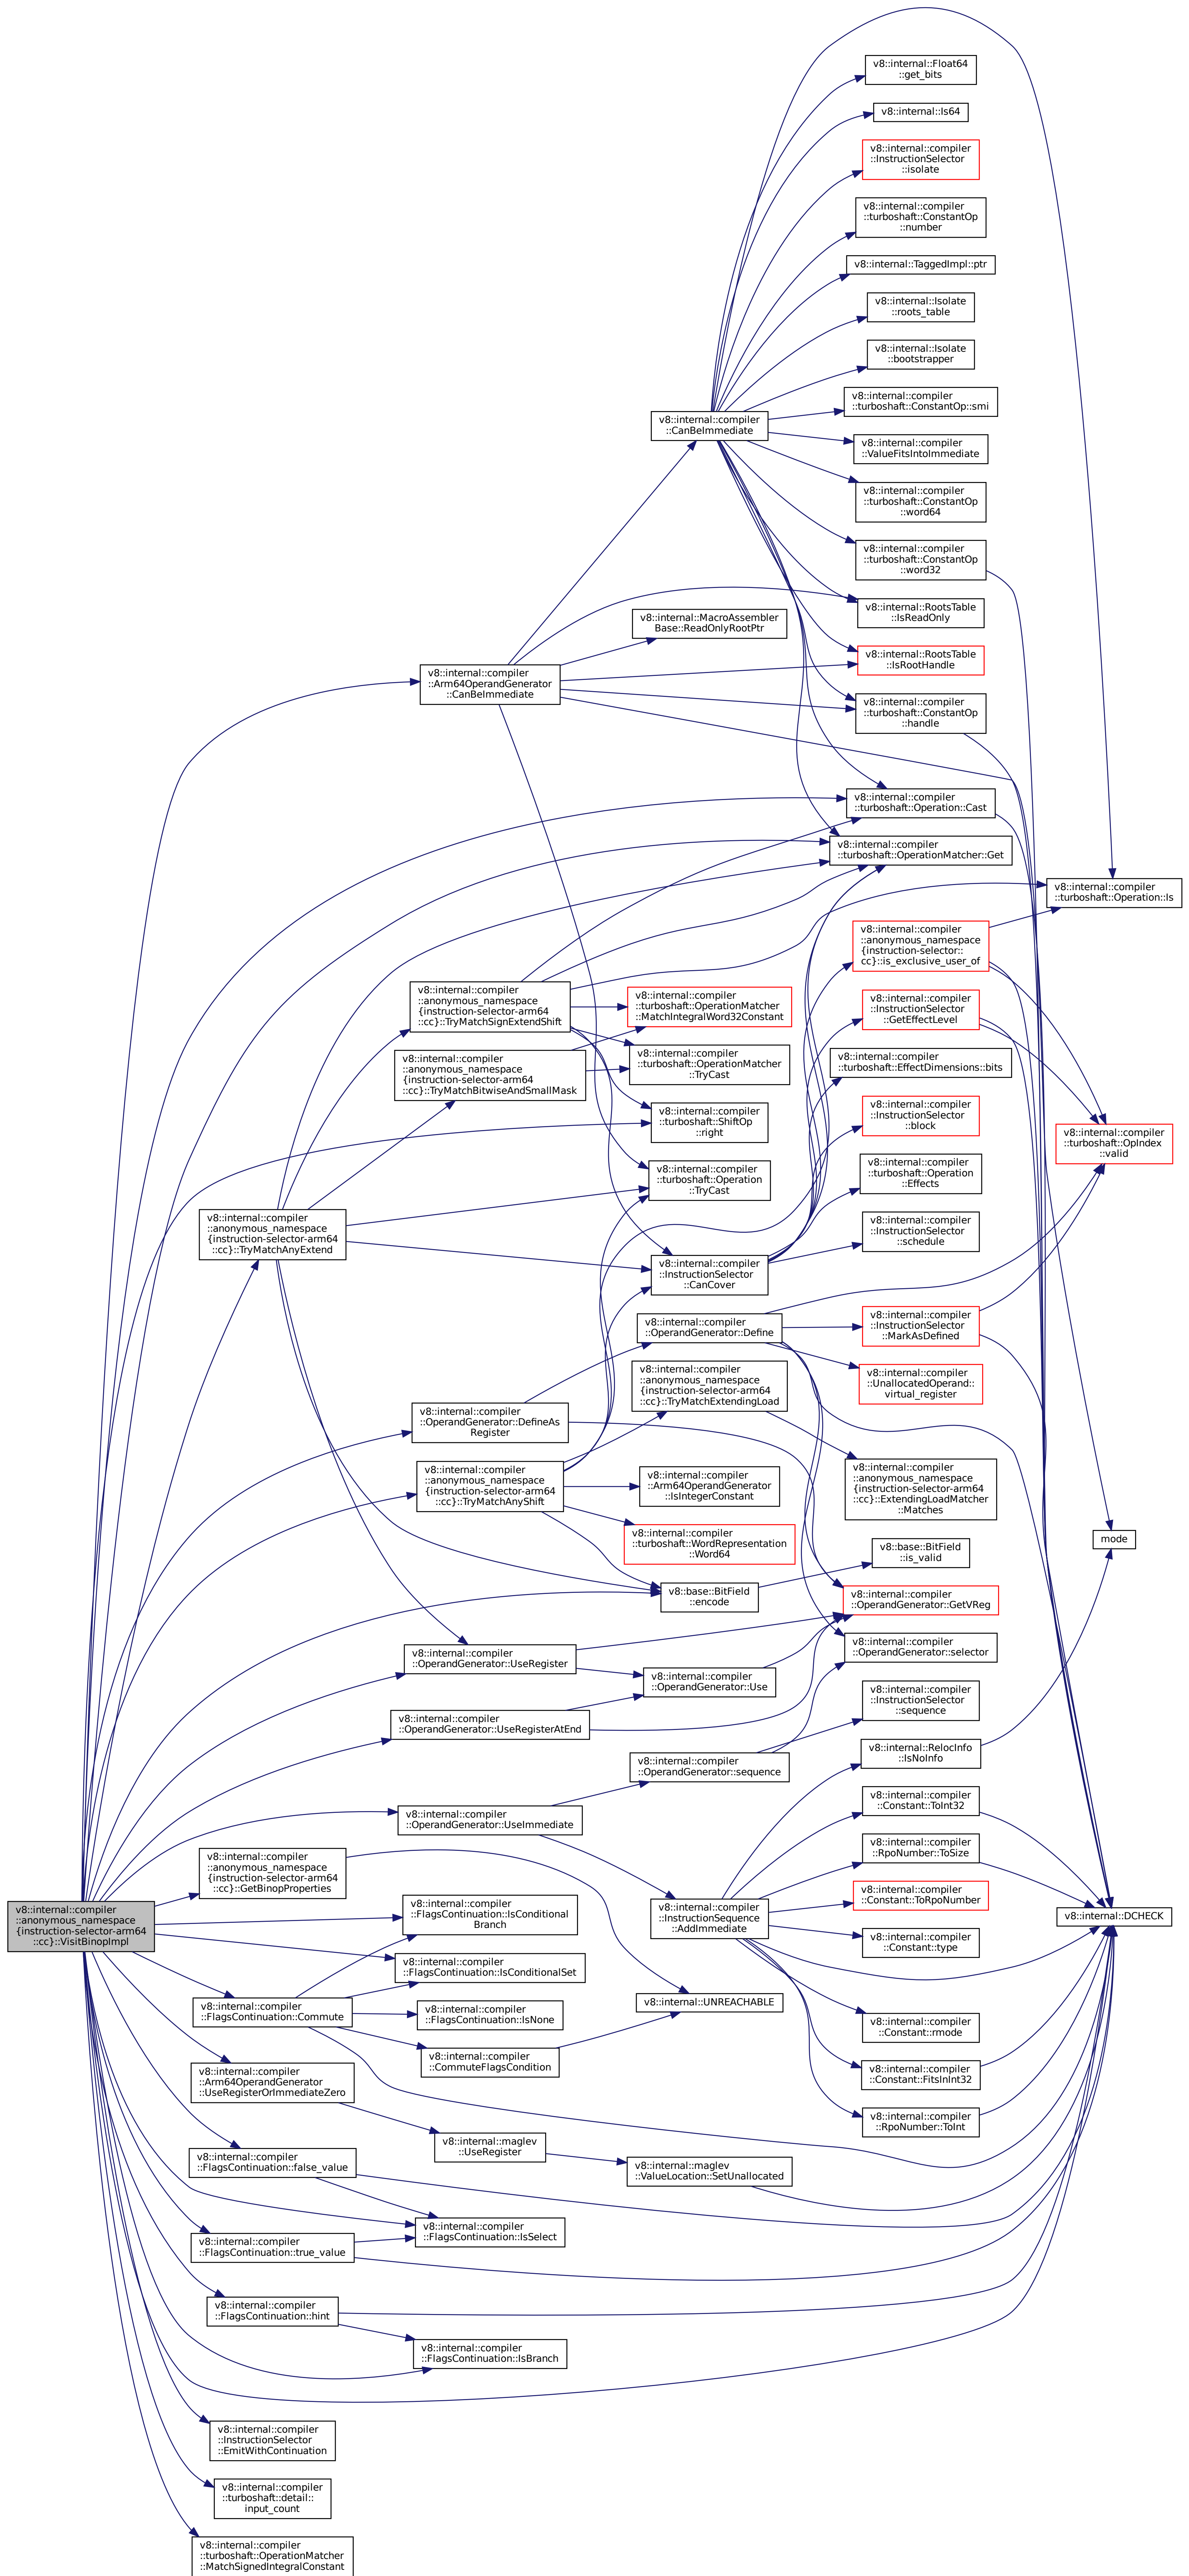 v8::internal::Float64
::get_bits
v8::internal::Is64
v8::internal::compiler
::InstructionSelector
::isolate
v8::internal::compiler
::turboshaft::ConstantOp
::number
v8::internal::TaggedImpl::ptr
v8::internal::Isolate
::roots_table
v8::internal::Isolate
::bootstrapper
v8::internal::compiler
::turboshaft::ConstantOp::smi
v8::internal::compiler
::CanBeImmediate
v8::internal::compiler
::ValueFitsIntoImmediate
v8::internal::compiler
::turboshaft::ConstantOp
::word64
v8::internal::compiler
::turboshaft::ConstantOp
::word32
v8::internal::RootsTable
::IsReadOnly
v8::internal::MacroAssembler
Base::ReadOnlyRootPtr
v8::internal::RootsTable
::IsRootHandle
v8::internal::compiler
::Arm64OperandGenerator
::CanBeImmediate
v8::internal::compiler
::turboshaft::ConstantOp
::handle
v8::internal::compiler
::turboshaft::Operation::Cast
v8::internal::compiler
::turboshaft::OperationMatcher::Get
v8::internal::compiler
::turboshaft::Operation::Is
v8::internal::compiler
::anonymous_namespace
{instruction-selector::
cc}::is_exclusive_user_of
v8::internal::compiler
::anonymous_namespace
{instruction-selector-arm64
::cc}::TryMatchSignExtendShift
v8::internal::compiler
::turboshaft::OperationMatcher
::MatchIntegralWord32Constant
v8::internal::compiler
::InstructionSelector
::GetEffectLevel
v8::internal::compiler
::anonymous_namespace
{instruction-selector-arm64
::cc}::TryMatchBitwiseAndSmallMask
v8::internal::compiler
::turboshaft::OperationMatcher
::TryCast
v8::internal::compiler
::turboshaft::EffectDimensions::bits
v8::internal::compiler
::turboshaft::ShiftOp
::right
v8::internal::compiler
::InstructionSelector
::block
v8::internal::compiler
::turboshaft::OpIndex
::valid
v8::internal::compiler
::turboshaft::Operation
::TryCast
v8::internal::compiler
::turboshaft::Operation
::Effects
v8::internal::compiler
::anonymous_namespace
{instruction-selector-arm64
::cc}::TryMatchAnyExtend
v8::internal::compiler
::InstructionSelector
::schedule
v8::internal::compiler
::InstructionSelector
::CanCover
v8::internal::compiler
::OperandGenerator::Define
v8::internal::compiler
::InstructionSelector
::MarkAsDefined
v8::internal::compiler
::anonymous_namespace
{instruction-selector-arm64
::cc}::TryMatchExtendingLoad
v8::internal::compiler
::UnallocatedOperand::
virtual_register
v8::internal::compiler
::OperandGenerator::DefineAs
Register
v8::internal::compiler
::anonymous_namespace
{instruction-selector-arm64
::cc}::TryMatchAnyShift
v8::internal::compiler
::Arm64OperandGenerator
::IsIntegerConstant
v8::internal::compiler
::anonymous_namespace
{instruction-selector-arm64
::cc}::ExtendingLoadMatcher
::Matches
v8::internal::compiler
::turboshaft::WordRepresentation
::Word64
mode
v8::base::BitField
::is_valid
v8::base::BitField
::encode
v8::internal::compiler
::OperandGenerator::GetVReg
v8::internal::compiler
::OperandGenerator::UseRegister
v8::internal::compiler
::OperandGenerator::selector
v8::internal::compiler
::OperandGenerator::Use
v8::internal::compiler
::InstructionSelector
::sequence
v8::internal::compiler
::OperandGenerator::UseRegisterAtEnd
v8::internal::RelocInfo
::IsNoInfo
v8::internal::compiler
::OperandGenerator::sequence
v8::internal::compiler
::Constant::ToInt32
v8::internal::compiler
::OperandGenerator::UseImmediate
v8::internal::compiler
::RpoNumber::ToSize
v8::internal::compiler
::anonymous_namespace
{instruction-selector-arm64
::cc}::GetBinopProperties
v8::internal::compiler
::Constant::ToRpoNumber
v8::internal::compiler
::anonymous_namespace
{instruction-selector-arm64
::cc}::VisitBinopImpl
v8::internal::compiler
::FlagsContinuation::IsConditional
Branch
v8::internal::compiler
::InstructionSequence
::AddImmediate
v8::internal::DCHECK
v8::internal::compiler
::Constant::type
v8::internal::compiler
::FlagsContinuation::IsConditionalSet
v8::internal::compiler
::FlagsContinuation::Commute
v8::internal::compiler
::FlagsContinuation::IsNone
v8::internal::UNREACHABLE
v8::internal::compiler
::Constant::rmode
v8::internal::compiler
::CommuteFlagsCondition
v8::internal::compiler
::Constant::FitsInInt32
v8::internal::compiler
::Arm64OperandGenerator
::UseRegisterOrImmediateZero
v8::internal::compiler
::RpoNumber::ToInt
v8::internal::maglev
::UseRegister
v8::internal::compiler
::FlagsContinuation::false_value
v8::internal::maglev
::ValueLocation::SetUnallocated
v8::internal::compiler
::FlagsContinuation::IsSelect
v8::internal::compiler
::FlagsContinuation::true_value
v8::internal::compiler
::FlagsContinuation::hint
v8::internal::compiler
::FlagsContinuation::IsBranch
v8::internal::compiler
::InstructionSelector
::EmitWithContinuation
v8::internal::compiler
::turboshaft::detail::
input_count
v8::internal::compiler
::turboshaft::OperationMatcher
::MatchSignedIntegralConstant